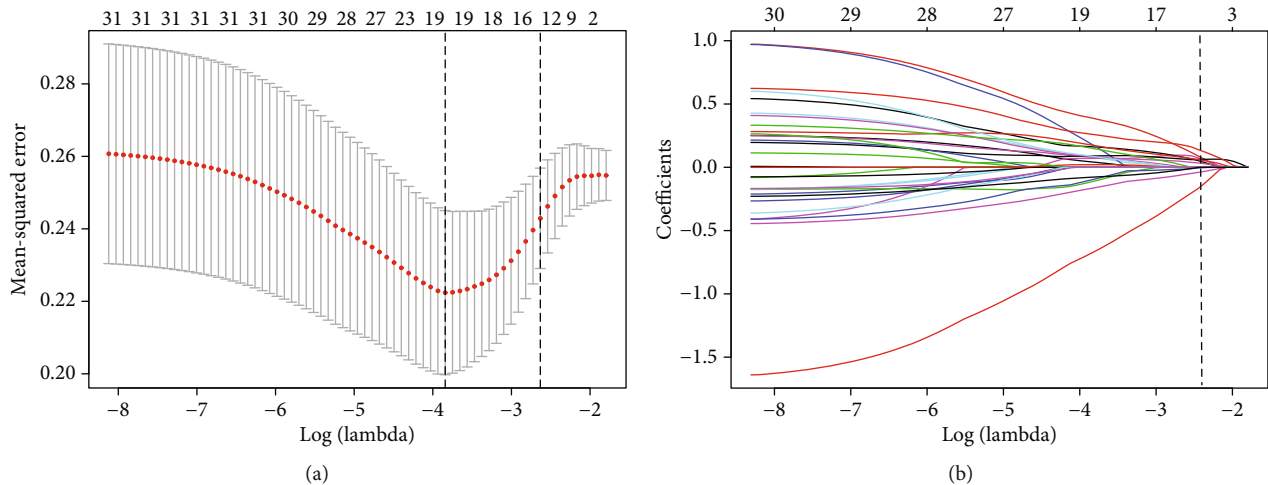 31 31 31 31 31 30 29 28 27 23 19 19 18 16 12 9 2
0.28
0.26
0.24
0.22
0.20
Mean-squared error
−8 −7 −6 −5 −4 −3 −2
Log (lambda)
(a)
30 29 28 27 19 17 3
1.0
0.5
0.0
−0.5
−1.0
−1.5
Coefficients
−8 −7 −6 −5 −4 −3 −2
Log (lambda)
(b)